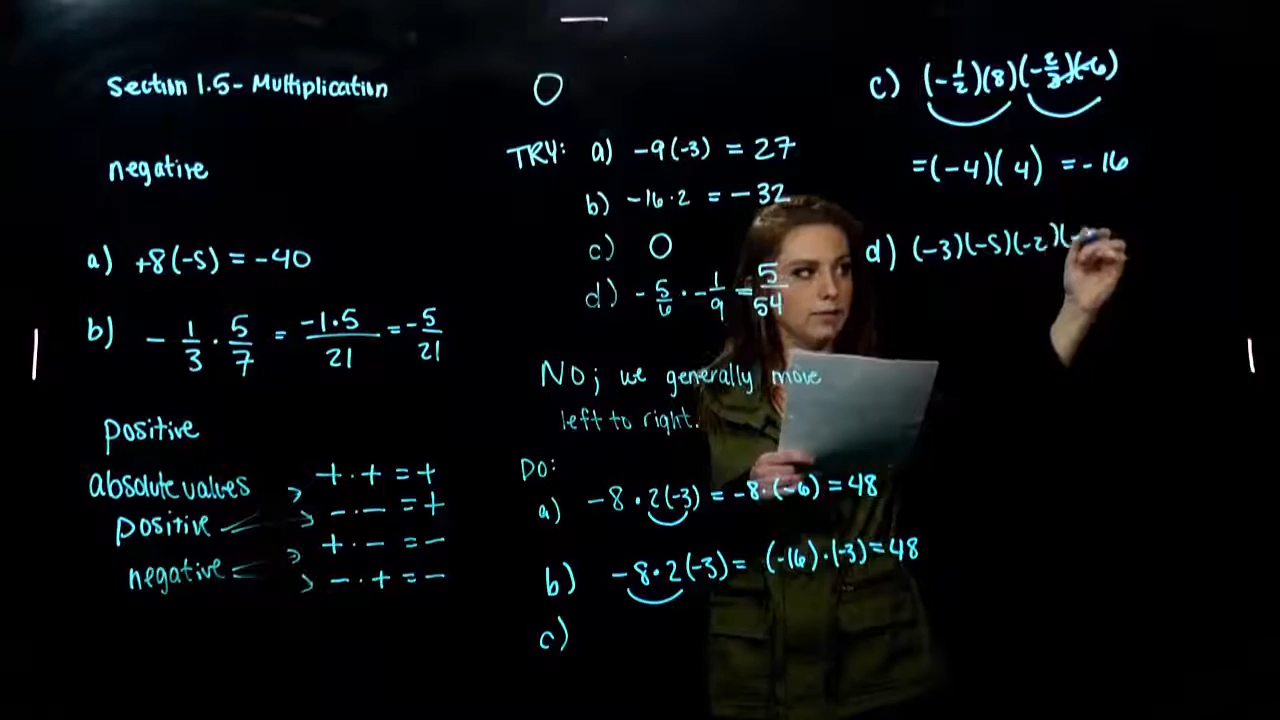 Section 1.5 - Multiplication
negative
a) +8(-5) = -40
b) - 1/3 · 5/7 = -1·5/21 = -5/21
positive
absolute values
positive
negative
+ · + = +
- · - = +
+ · - = -
- · + = -
0
TRY: a) -9(-3) = 27
b) -16·2 = -32
c) 0
d) - 5/6 · - 1/9 = 5/54
NO; we generally move
left to right.
DO:
a) -8 · 2(-3) = -8·(-6) = 48
b) -8·2(-3) = (-16)·(-3) = 48
c)
c) (-1/2)(8)(-2/3)(-6)
= (-4)(4) = -16
d) (-3)(-5)(-2)(-